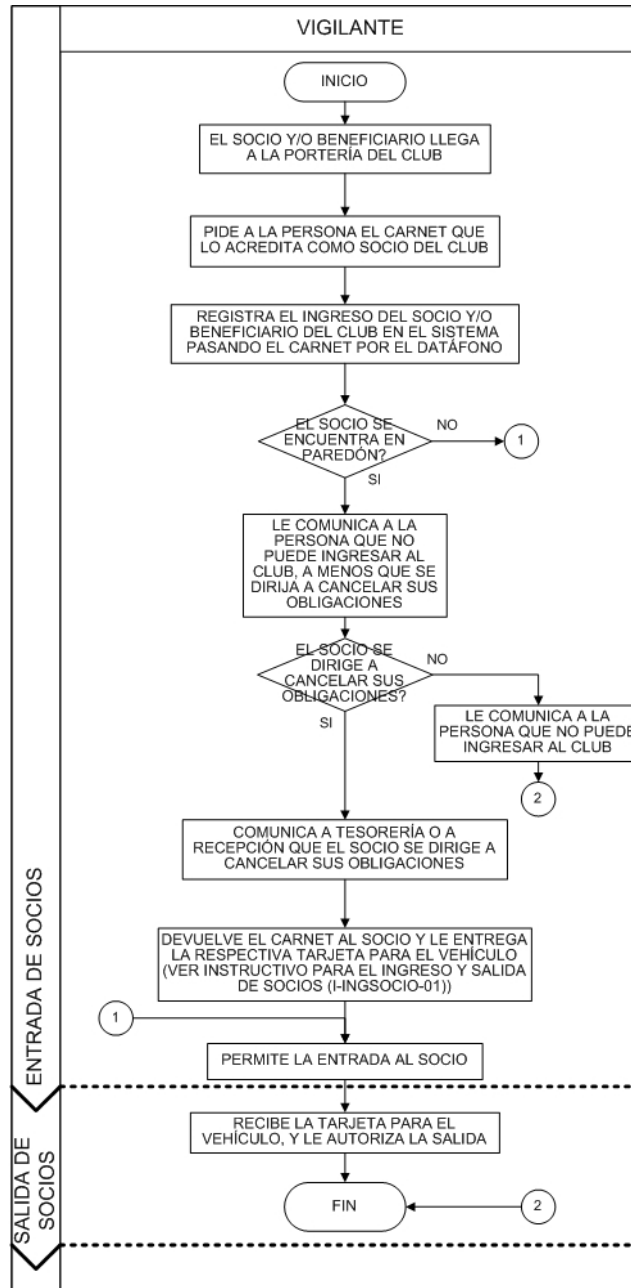 VIGILANTE
INICIO
EL SOCIO Y/O BENEFICIARIO LLEGA
A LA PORTERÍA DEL CLUB
PIDE A LA PERSONA EL CARNET QUE
LO ACREDITA COMO SOCIO DEL CLUB
REGISTRA EL INGRESO DEL SOCIO Y/O
BENEFICIARIO DEL CLUB EN EL SISTEMA
PASANDO EL CARNET POR EL DATÁFONO
EL SOCIO SE
ENCUENTRA EN
PAREDÓN?
NO
1
SI
LE COMUNICA A LA
PERSONA QUE NO
PUEDE INGRESAR AL
CLUB, A MENOS QUE SE
DIRIJA A CANCELAR SUS
OBLIGACIONES
EL SOCIO SE
DIRIGE A
CANCELAR SUS
OBLIGACIONES?
NO
SI
LE COMUNICA A LA
PERSONA QUE NO PUEDE
INGRESAR AL CLUB
2
COMUNICA A TESORERÍA O A
RECEPCIÓN QUE EL SOCIO SE DIRIGE A
CANCELAR SUS OBLIGACIONES
DEVUELVE EL CARNET AL SOCIO Y LE ENTREGA
LA RESPECTIVA TARJETA PARA EL VEHÍCULO
(VER INSTRUCTIVO PARA EL INGRESO Y SALIDA
DE SOCIOS (I-INGSOCIO-01))
1
PERMITE LA ENTRADA AL SOCIO
ENTRADA DE SOCIOS
RECIBE LA TARJETA PARA EL
VEHÍCULO, Y LE AUTORIZA LA SALIDA
FIN
2
SALIDA DE
SOCIOS